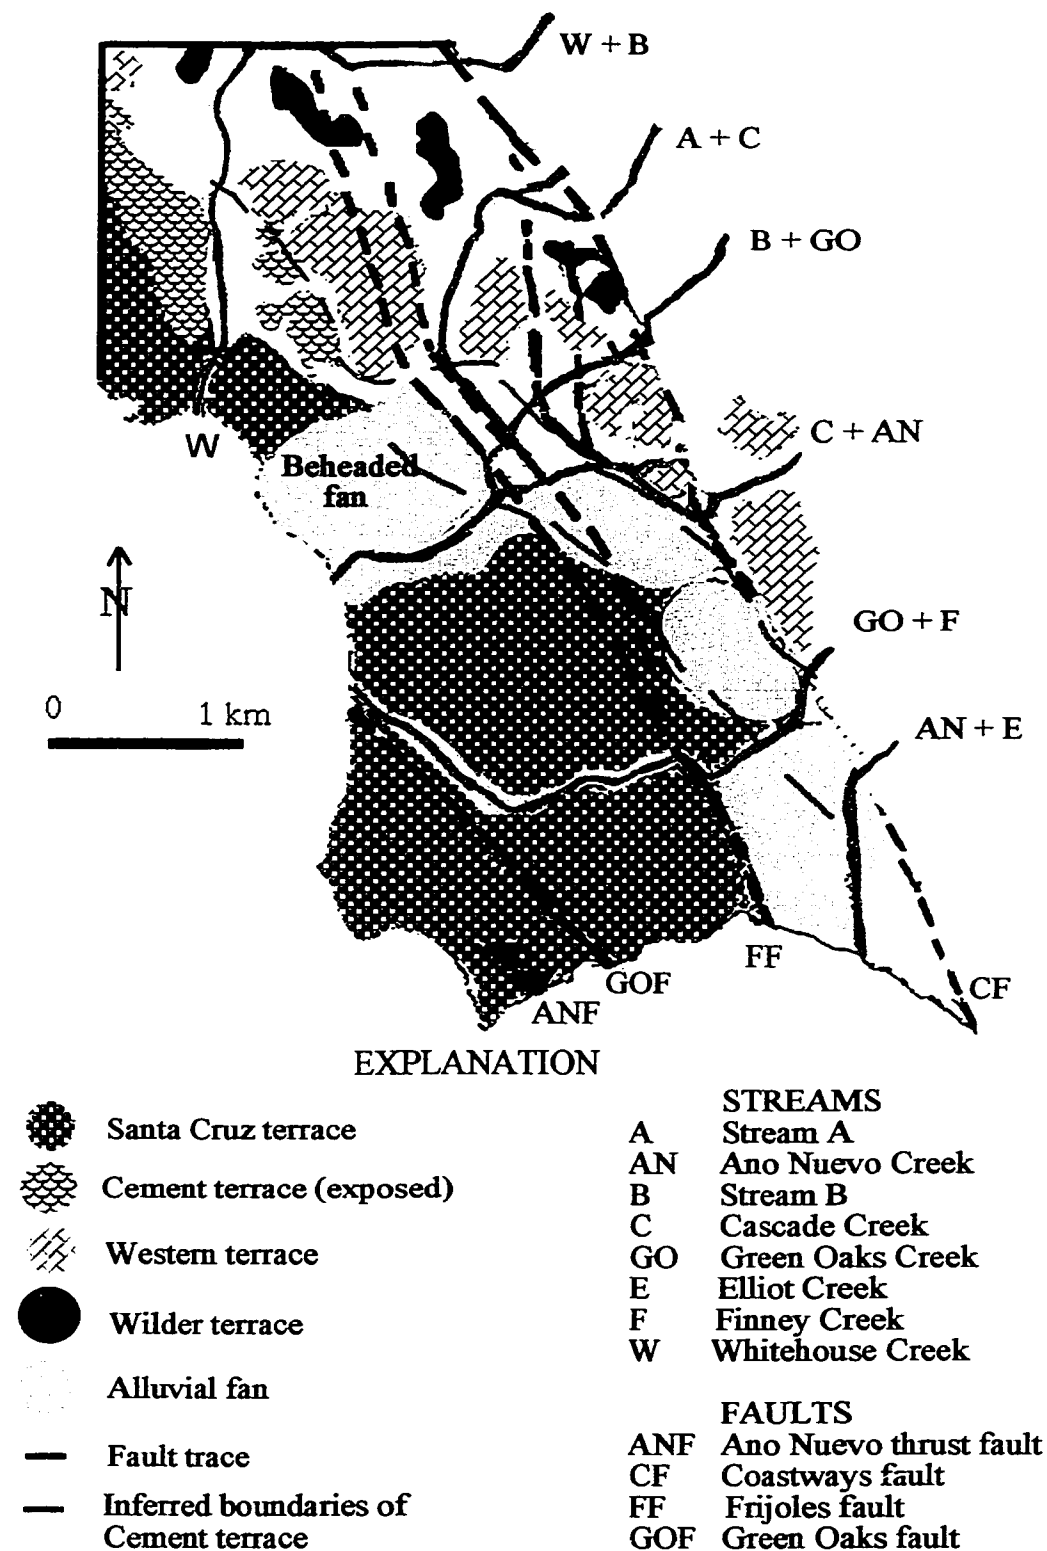 W + B
A + C
B + GO
C + AN
W
Beheaded
fan
N
GO + F
0 1 km
AN + E
FF
GOF
CF
ANF
EXPLANATION
Santa Cruz terrace
Cement terrace (exposed)
Western terrace
Wilder terrace
Alluvial fan
Fault trace
Inferred boundaries of
Cement terrace
STREAMS
A Stream A
AN Ano Nuevo Creek
B Stream B
C Cascade Creek
GO Green Oaks Creek
E Elliot Creek
F Finney Creek
W Whitehouse Creek
FAULTS
ANF Ano Nuevo thrust fault
CF Coastways fault
FF Frijoles fault
GOF Green Oaks fault